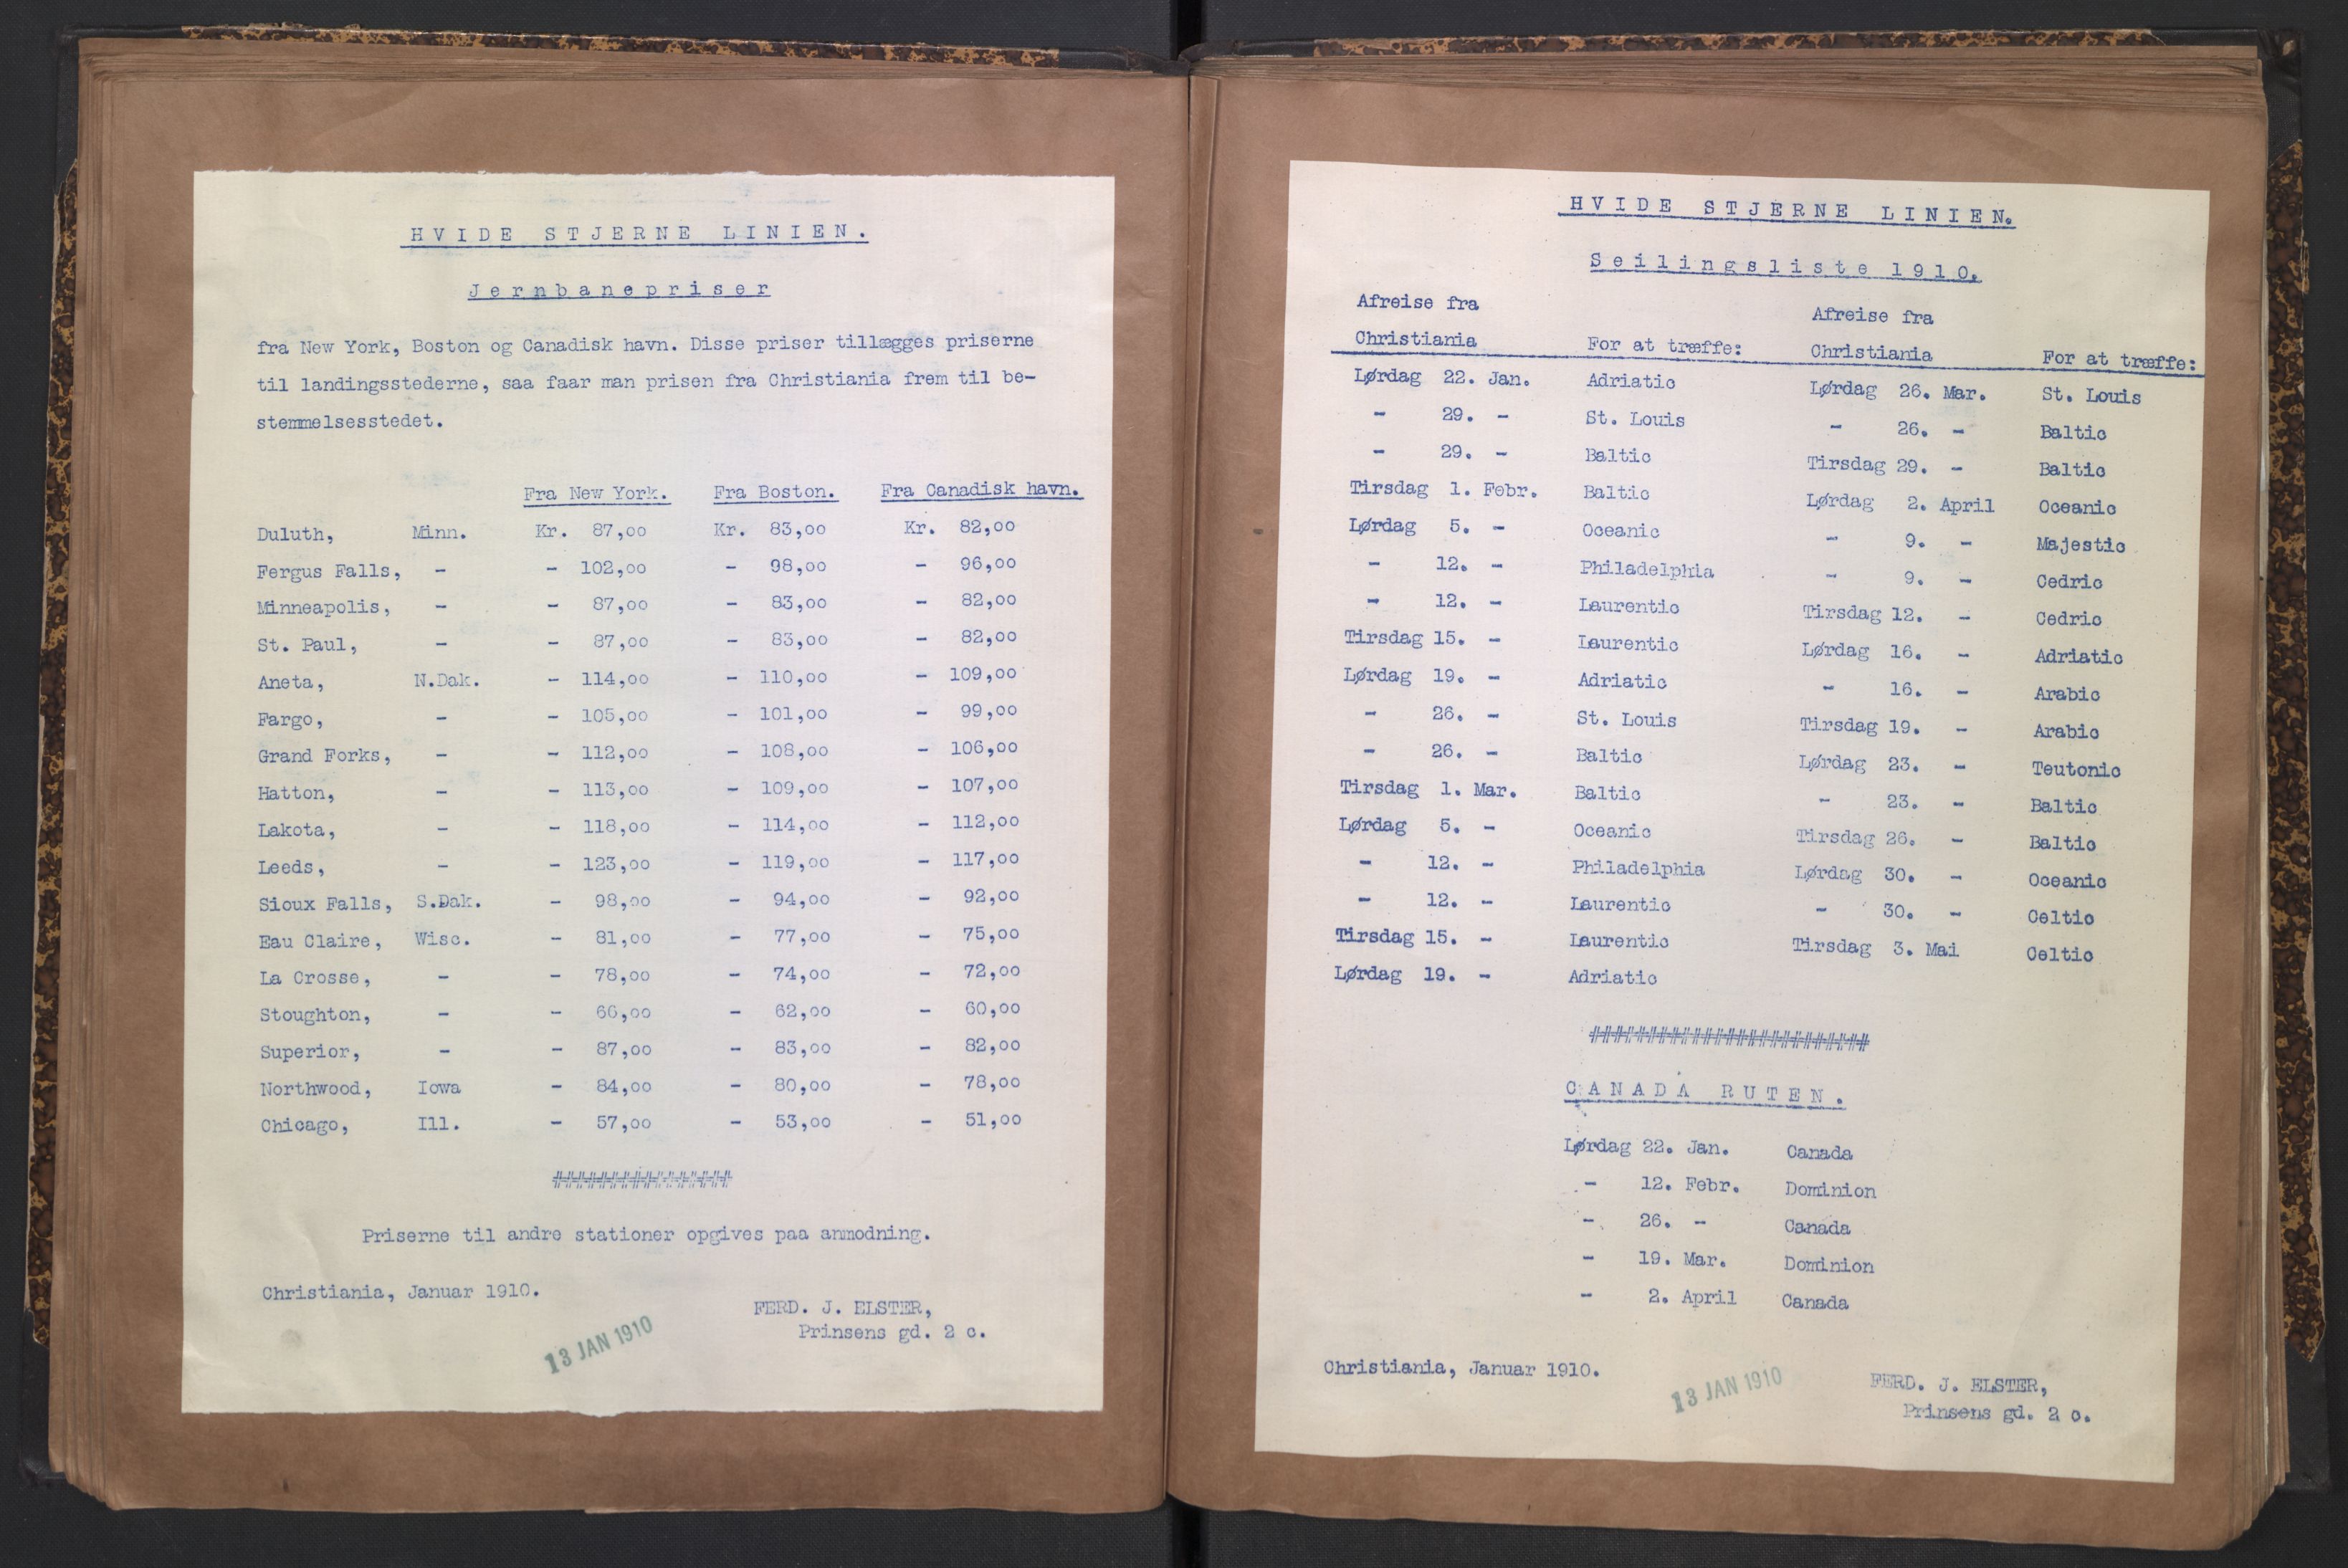 HVIDE STJERNE LINIEN.
Jernbanepriser
fra New York, Boston og Canadisk havn. Disse priser tillægges priserne
til landingsstederne, saa faar man prisen fra Christiania frem til be-
stemmelsesstedet.
Fra New York. Fra Boston. Fra Canadisk havn.
Duluth, Minn. Kr. 87,00 Kr. 83,00 Kr. 82,00
Fergus Falls, - - 102,00 - 98,00 - 96,00
Minneapolis, - - 87,00 - 83,00 - 82,00
St. Paul, - - 87,00 - 83,00 - 82,00
Aneta, N.Dak. - 114,00 - 110,00 - 109,00
Fargo, - - 105,00 - 101,00 - 99,00
Grand Forks, - - 112,00 - 108,00 - 106,00
Hatton, - - 113,00 - 109,00 - 107,00
Lakota, - - 118,00 - 114,00 - 112,00
Leeds, - - 123,00 - 119,00 - 117,00
Sioux Falls, S.Dak. - 98,00 - 94,00 - 92,00
Eau Claire, Wisc. - 81,00 - 77,00 - 75,00
La Crosse, - - 78,00 - 74,00 - 72,00
Stoughton, - - 66,00 - 62,00 - 60,00
Superior, - - 87,00 - 83,00 - 82,00
Northwood, Iowa - 84,00 - 80,00 - 78,00
Chicago, Ill. - 57,00 - 53,00 - 51,00
################
Priserne til andre stationer opgives paa anmodning.
Christiania, Januar 1910.
FERD. J. ELSTER,
Prinsens gd. 2 c.
13 JAN 1910
HVIDE STJERNE LINIEN.
Seilingsliste 1910.
Afreise fra Afreise fra
Christiania For at træffe: Christiania For at træffe:
Lørdag 22. Jan. Adriatic Lørdag 26. Mar. St. Louis
- 29. - St. Louis - 26. - Baltic
- 29. - Baltic Tirsdag 29. - Baltic
Tirsdag 1. Febr. Baltic Lørdag 2. April Oceanic
Lørdag 5. - Oceanic - 9. - Majestic
- 12. - Philadelphia - 9. - Cedric
- 12. - Laurentic Tirsdag 12. - Cedric
Tirsdag 15. - Laurentic Lørdag 16. - Adriatic
Lørdag 19. - Adriatic - 16. - Arabic
- 26. - St. Louis Tirsdag 19. - Arabic
- 26. - Baltic Lørdag 23. - Teutonic
Tirsdag 1. Mar. Baltic - 23. - Baltic
Lørdag 5. - Oceanic Tirsdag 26. - Baltic
- 12. - Philadelphia Lørdag 30. - Oceanic
- 12. - Laurentic - 30. - Celtic
Tirsdag 15. - Laurentic Tirsdag 3. Mai Celtic
Lørdag 19. - Adriatic
#########################
CANADA RUTEN.
Lørdag 22. Jan. Canada
- 12. Febr. Dominion
- 26. - Canada
- 19. Mar. Dominion
- 2. April Canada
Christiania, Januar 1910.
13 JAN 1910
FERD. J. ELSTER,
Prinsens gd. 2 c.